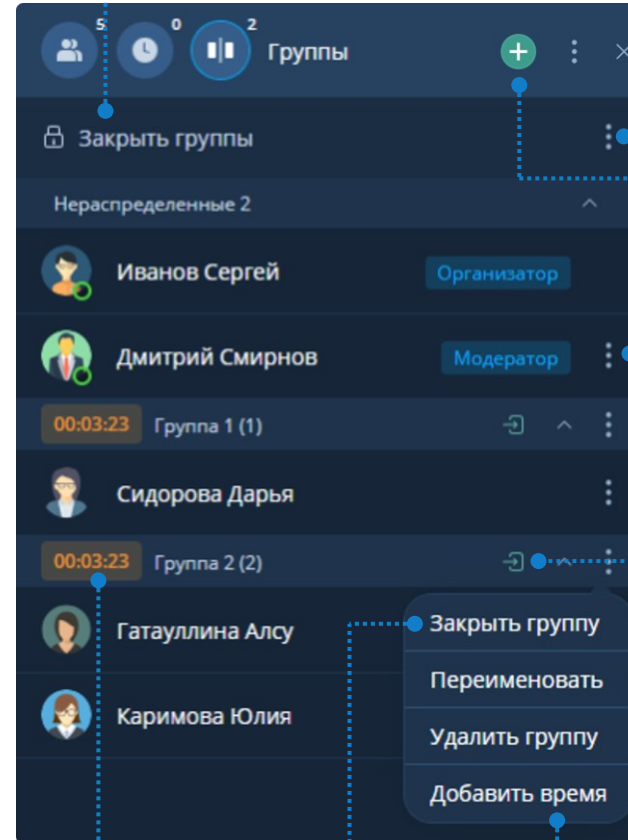 5 0 2 Группы
Закрыть группы
Нераспределенные 2
Иванов Сергей Организатор
Дмитрий Смирнов Модератор
00:03:23 Группа 1 (1)
Сидорова Дарья
00:03:23 Группа 2 (2)
Гатауллина Алсу
Закрыть группу
Переименовать
Каримова Юлия
Удалить группу
Добавить время